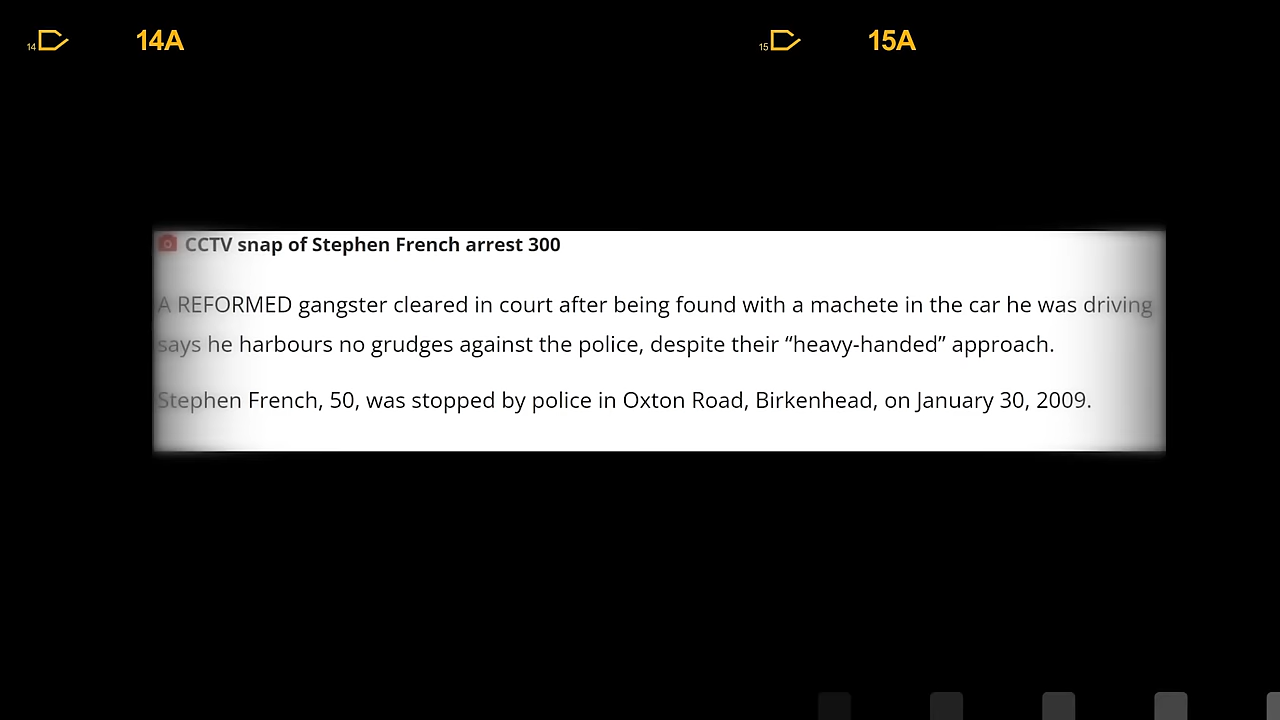 14 14A 15 15A
CCTV snap of Stephen French arrest 300
A REFORMED gangster cleared in court after being found with a machete in the car he was driving
says he harbours no grudges against the police, despite their “heavy-handed” approach.
Stephen French, 50, was stopped by police in Oxton Road, Birkenhead, on January 30, 2009.